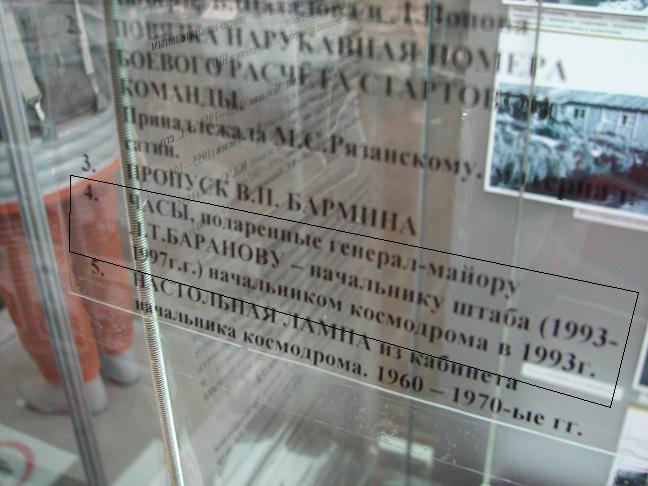 ПОВЯЗКА НАРУКАВНАЯ НОМЕРА
БОЕВОГО РАСЧЕТА СТАРТОВОЙ
КОМАНДЫ.
Принадлежала М.С.Рязанскому.
сатин.
3. ПРОПУСК В.П. БАРМИНА
4. ЧАСЫ, подаренные генерал-майору
Л.Т.БАРАНОВУ – начальнику штаба (1993-
1997г.г.) начальником космодрома в 1993г.
5. НАСТОЛЬНАЯ ЛАМПА из кабинета
начальника космодрома. 1960 – 1970-ые гг.